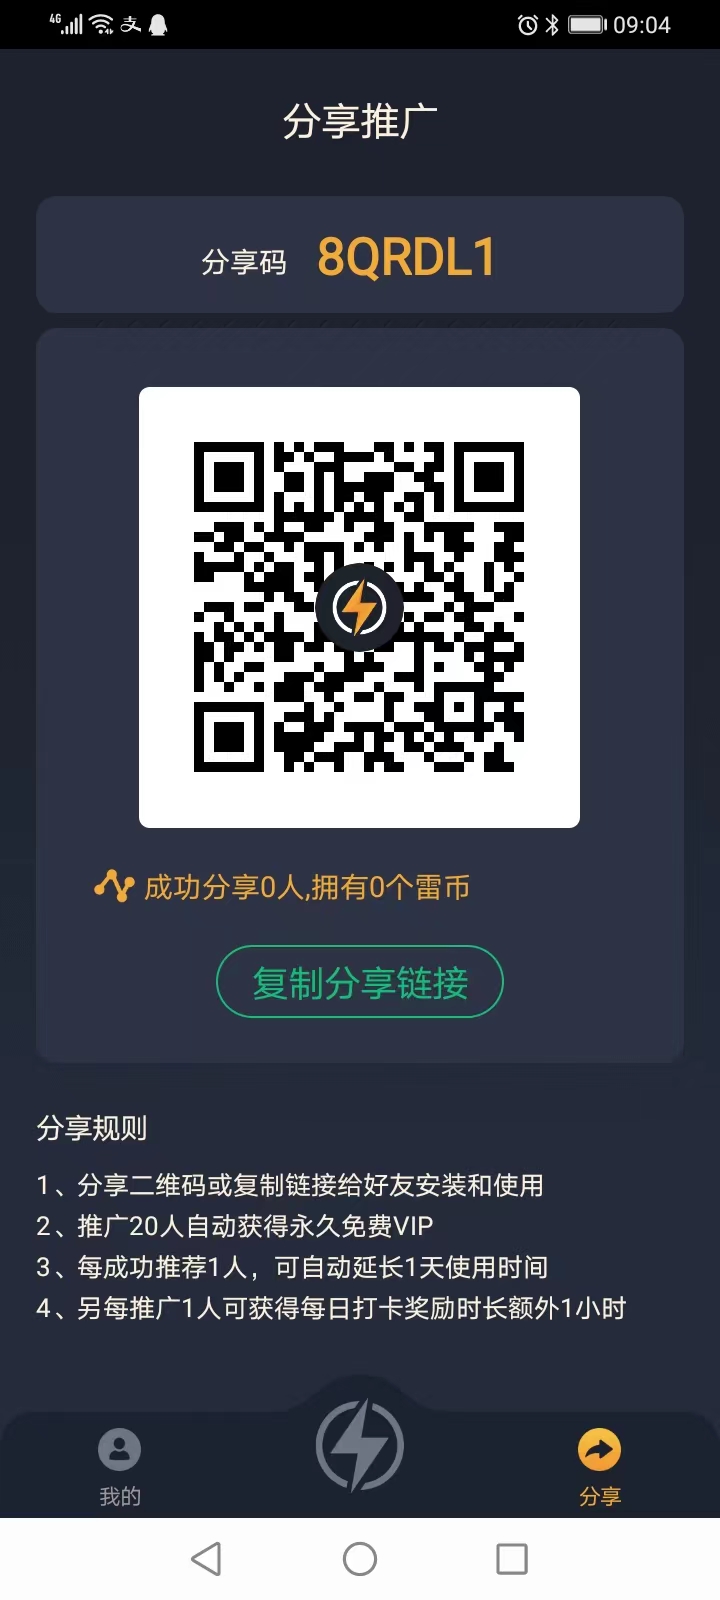 4G 09:04
分享推广
分享码 8QRDL1
成功分享0人,拥有0个雷币
复制分享链接
分享规则
1、分享二维码或复制链接给好友安装和使用
2、推广20人自动获得永久免费VIP
3、每成功推荐1人，可自动延长1天使用时间
4、另每推广1人可获得每日打卡奖励时长额外1小时
我的 分享